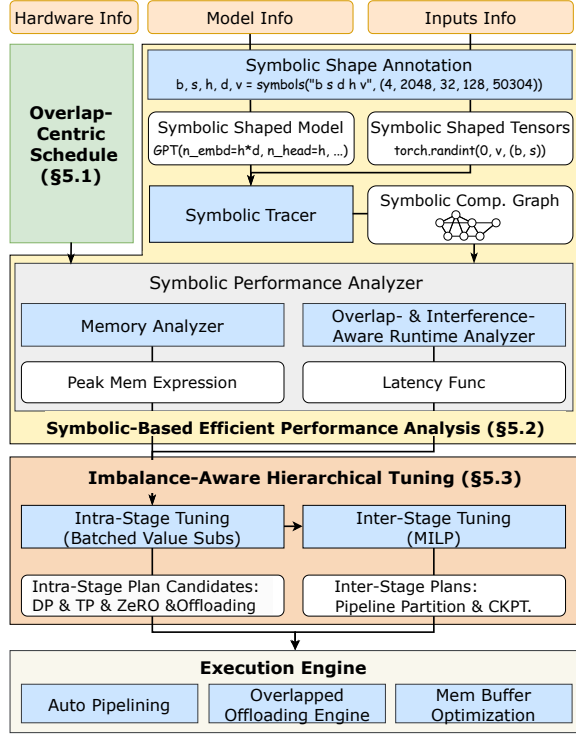 Hardware Info
Model Info
Inputs Info
Overlap-
Centric
Schedule
(§5.1)
Symbolic Shape Annotation
b, s, h, d, v = symbols("b s d h v", (4, 2048, 32, 128, 50304))
Symbolic Shaped Model
GPT(n_embd=h*d, n_head=h, ...)
Symbolic Shaped Tensors
torch.randint(0, v, (b, s))
Symbolic Tracer
Symbolic Comp. Graph
Symbolic Performance Analyzer
Memory Analyzer
Overlap- & Interference-
Aware Runtime Analyzer
Peak Mem Expression
Latency Func
Symbolic-Based Efficient Performance Analysis (§5.2)
Imbalance-Aware Hierarchical Tuning (§5.3)
Intra-Stage Tuning
(Batched Value Subs)
Inter-Stage Tuning
(MILP)
Intra-Stage Plan Candidates:
DP & TP & ZeRO &Offloading
Inter-Stage Plans:
Pipeline Partition & CKPT.
Execution Engine
Auto Pipelining
Overlapped
Offloading Engine
Mem Buffer
Optimization